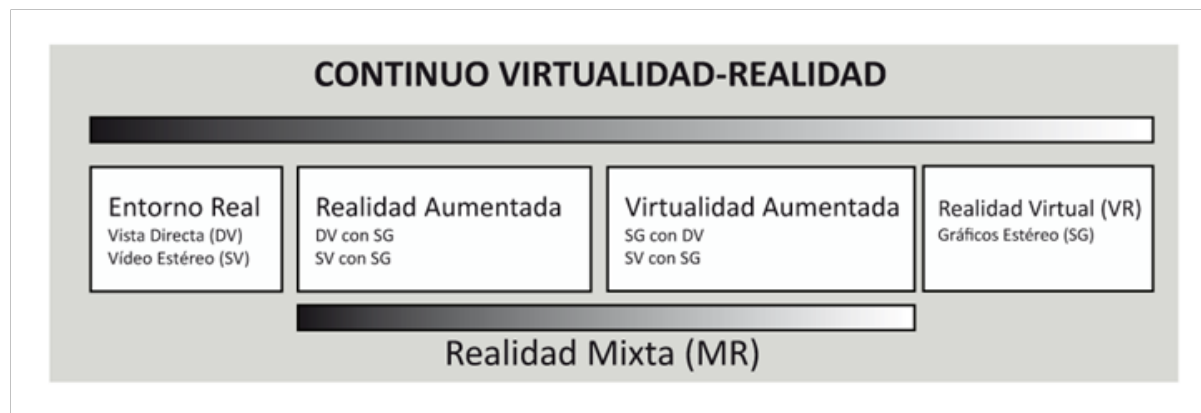 CONTINUO VIRTUALIDAD-REALIDAD
Entorno Real
Vista Directa (DV)
Vídeo Estéreo (SV)
Realidad Aumentada
DV con SG
SV con SG
Virtualidad Aumentada
SG con DV
SV con SG
Realidad Virtual (VR)
Gráficos Estéreo (SG)
Realidad Mixta (MR)